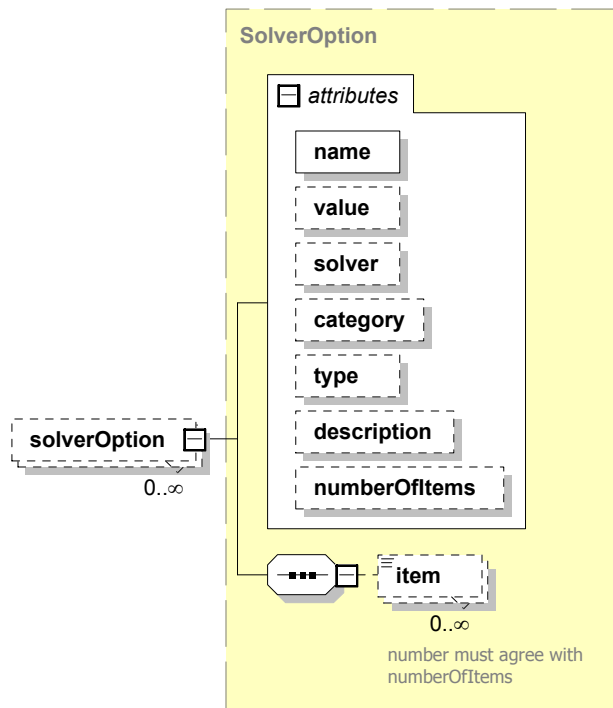 SolverOption
attributes
name
value
solver
category
type
description
solverOption
numberOfItems
0..∞
item
0..∞
number must agree with
numberOfItems